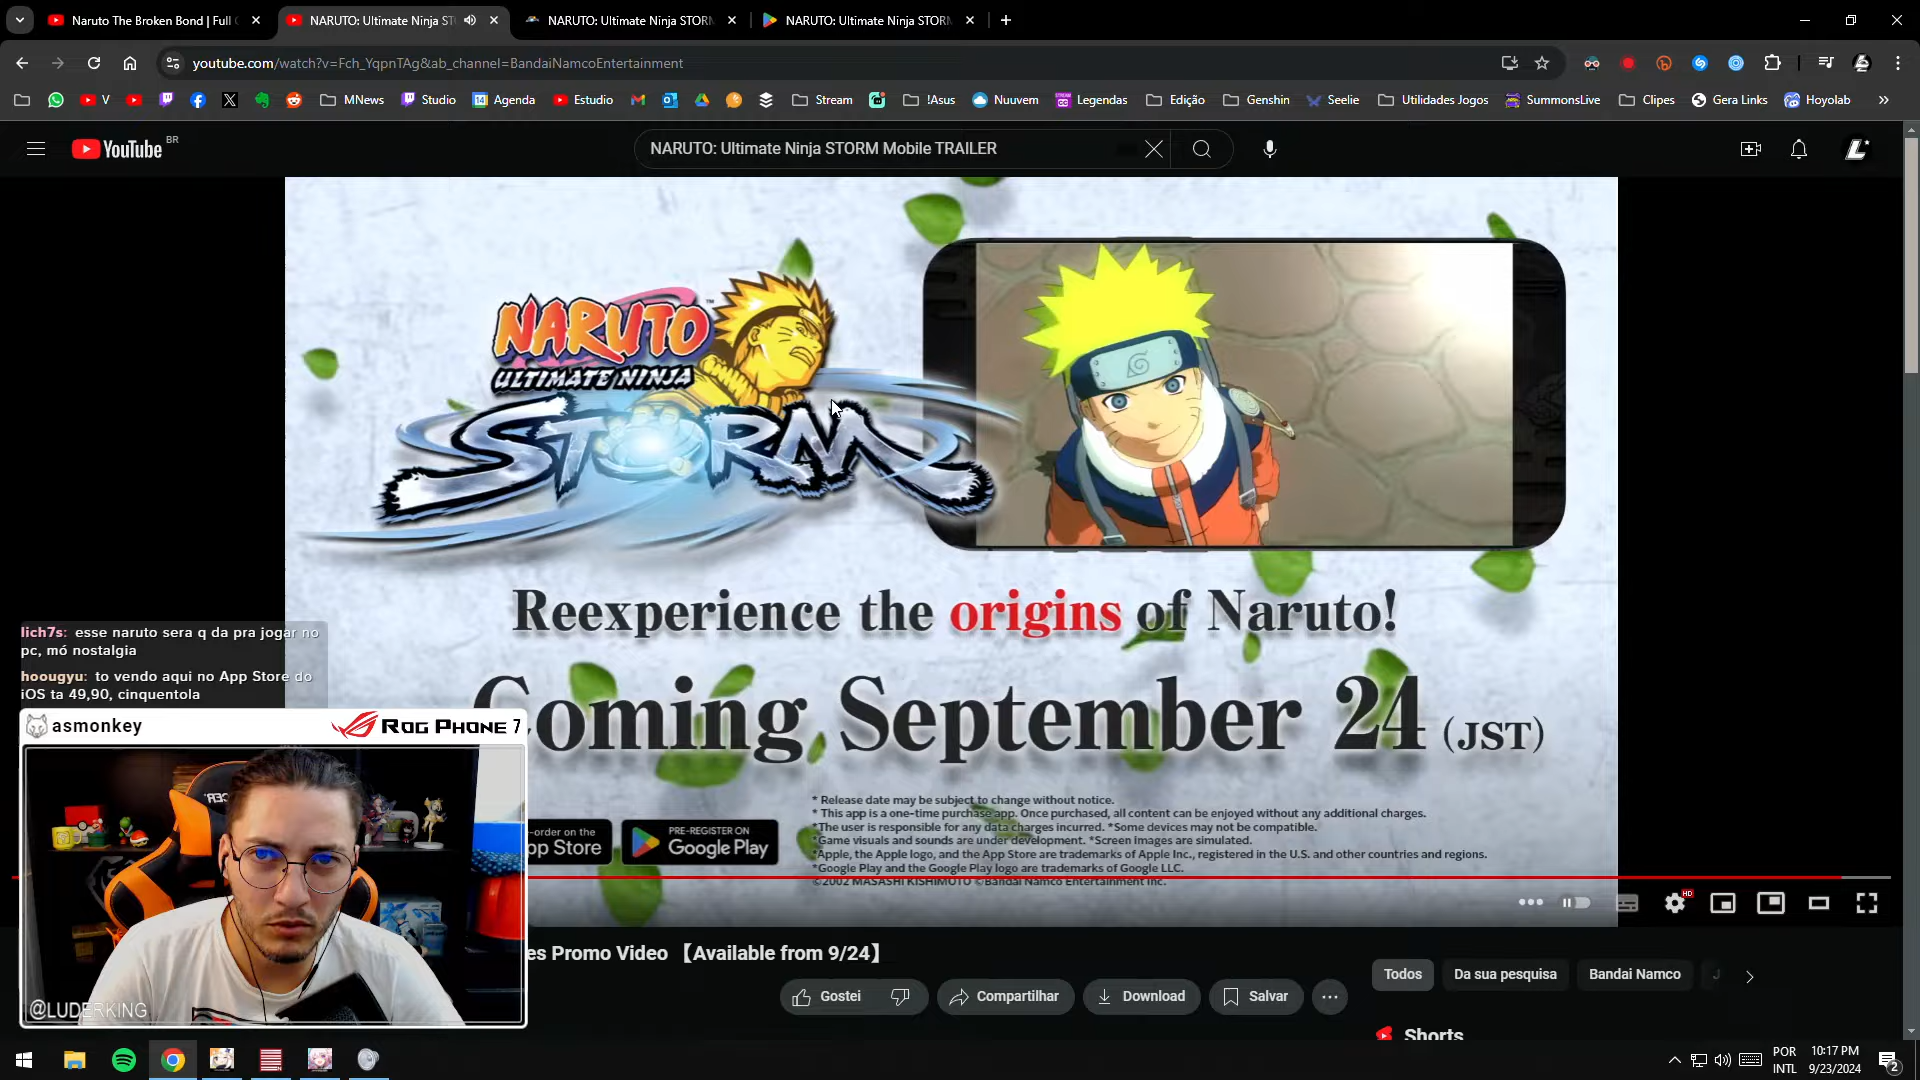 Naruto The Broken Bond | Full
NARUTO: Ultimate Ninja ST
NARUTO: Ultimate Ninja STORM
NARUTO: Ultimate Ninja STORM
youtube.com/watch?v=Fch_YqpnTAg&ab_channel=BandaiNamcoEntertainment
V
MNews
Studio
Agenda
Estudio
Stream
!Asus
Nuuvem
Legendas
Edição
Genshin
Seelie
Utilidades Jogos
SummonsLive
Clipes
Gera Links
Hoyolab
YouTube BR
NARUTO: Ultimate Ninja STORM Mobile TRAILER
NARUTO
ULTIMATE NINJA
STORM
Reexperience the origins of Naruto!
Coming September 24 (JST)
lich7s: esse naruto sera q da pra jogar no
pc, mó nostalgia
hoougyu: to vendo aqui no App Store do
iOS ta 49,90, cinquentola
asmonkey
ROG PHONE 7
@LUDERKING
-order on the
pp Store
PRE-REGISTER ON
Google Play
* Release date may be subject to change without notice.
* This app is a one-time purchase app. Once purchased, all content can be enjoyed without any additional charges.
*The user is responsible for any data charges incurred. *Some devices may not be compatible.
*Game visuals and sounds are under development. *Screen images are simulated.
*Apple, the Apple logo, and the App Store are trademarks of Apple Inc., registered in the U.S. and other countries and regions.
*Google Play and the Google Play logo are trademarks of Google LLC.
©2002 MASASHI KISHIMOTO ©Bandai Namco Entertainment Inc.
HD
es Promo Video 【Available from 9/24】
Gostei
Compartilhar
Download
Salvar
Todos
Da sua pesquisa
Bandai Namco
Shorts
POR
INTL
10:17 PM
9/23/2024
2